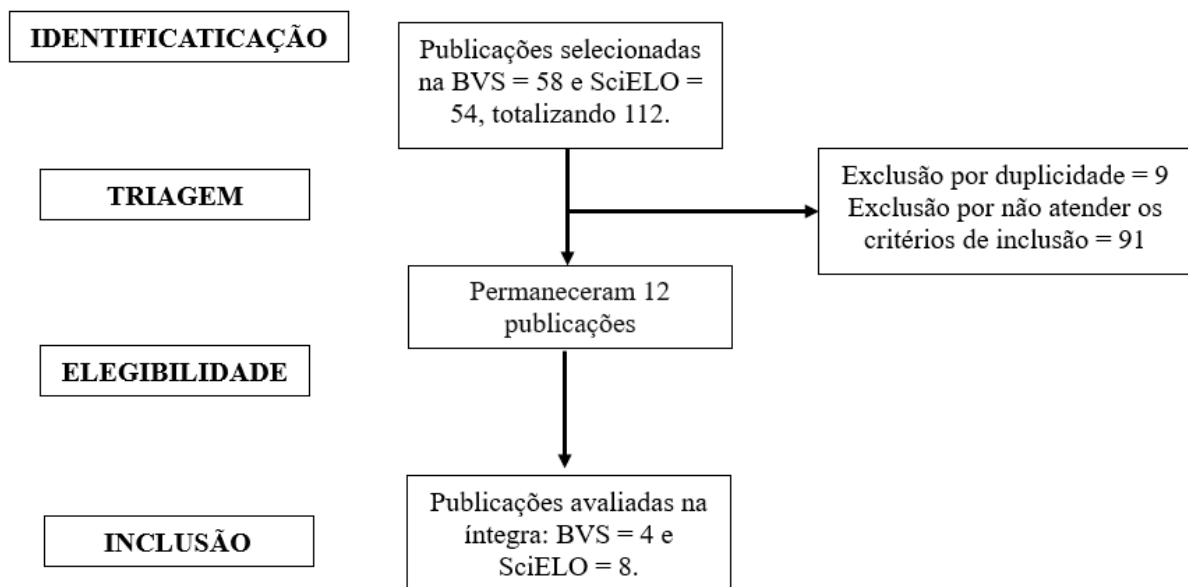 IDENTIFICATICAÇÃO
Publicações selecionadas
na BVS = 58 e SciELO =
54, totalizando 112.
TRIAGEM
Exclusão por duplicidade = 9
Exclusão por não atender os
critérios de inclusão = 91
Permaneceram 12
publicações
ELEGIBILIDADE
Publicações avaliadas na
íntegra: BVS = 4 e
SciELO = 8.
INCLUSÃO